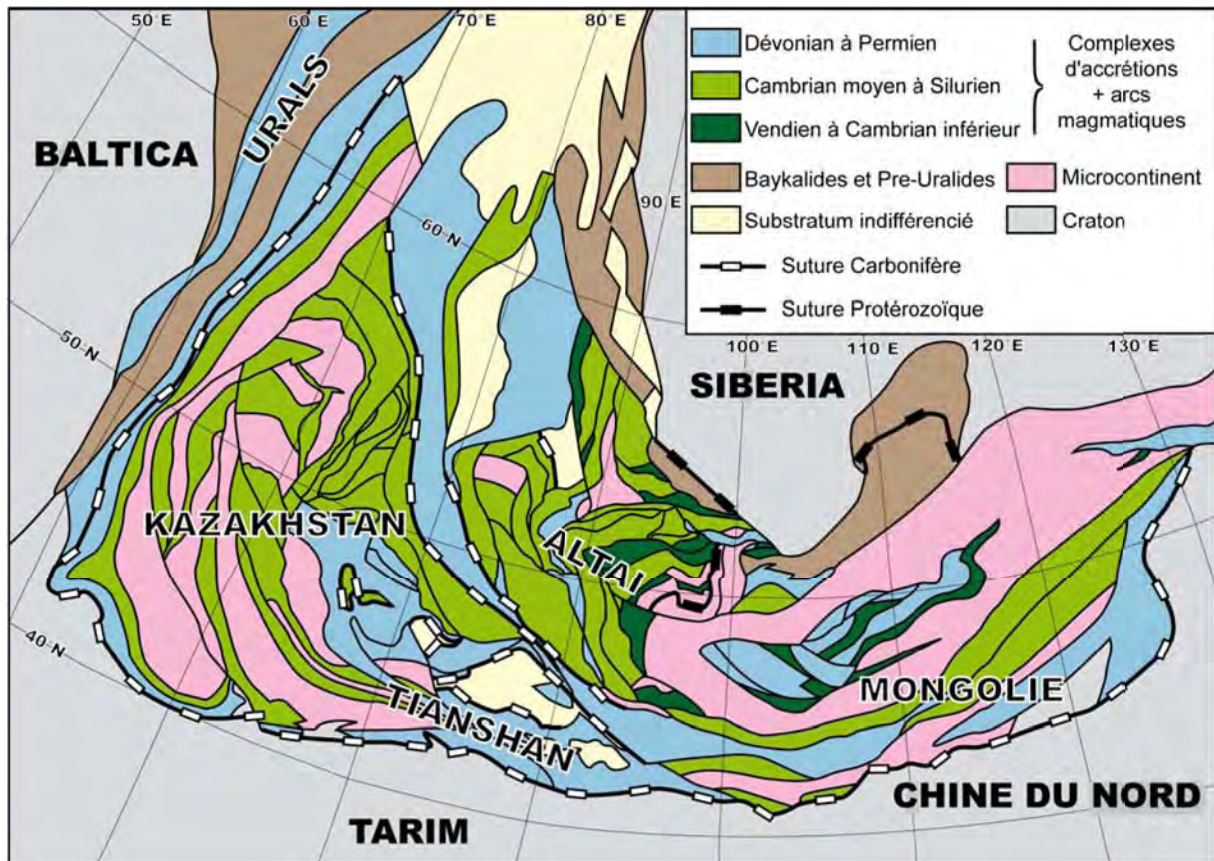 50°E
60°E
70°E
80°E
90°E
60°N
50°N
40°N
100°E
110°E
120°E
130°E
BALTICA
URALS
SIBERIA
KAZAKHSTAN
ALTAI
TIANSHAN
MONGOLIE
TARIM
CHINE DU NORD
Dévonian à Permien
Cambrian moyen à Silurien
Vendien à Cambrian inférieur
Complexes
d'accrétions
+ arcs
magmatiques
Baykalides et Pre-Uralides
Microcontinent
Substratum indifférencié
Craton
Suture Carbonifère
Suture Protérozoïque